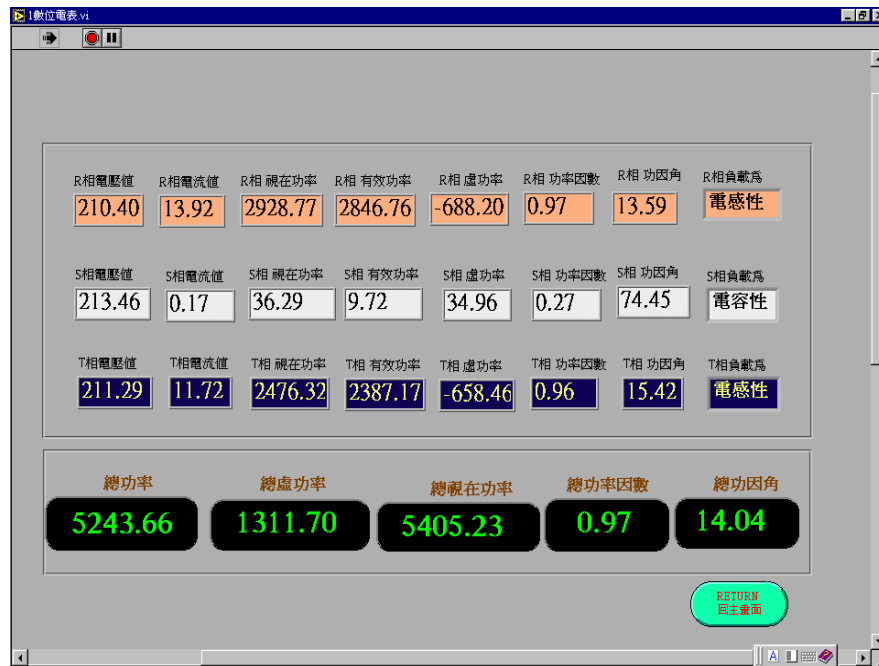 1數位電表.vi
R相電壓值 R相電流值 R相 視在功率 R相 有效功率 R相 虛功率 R相 功率因數 R相 功因角 R相負載為
210.40 13.92 2928.77 2846.76 -688.20 0.97 13.59 電感性
S相電壓值 S相電流值 S相 視在功率 S相 有效功率 S相 虛功率 S相 功率因數 S相 功因角 S相負載為
213.46 0.17 36.29 9.72 34.96 0.27 74.45 電容性
T相電壓值 T相電流值 T相 視在功率 T相 有效功率 T相 虛功率 T相 功率因數 T相 功因角 T相負載為
211.29 11.72 2476.32 2387.17 -658.46 0.96 15.42 電感性
總功率 總虛功率 總視在功率 總功率因數 總功因角
5243.66 1311.70 5405.23 0.97 14.04
RETURN
回主畫面
A